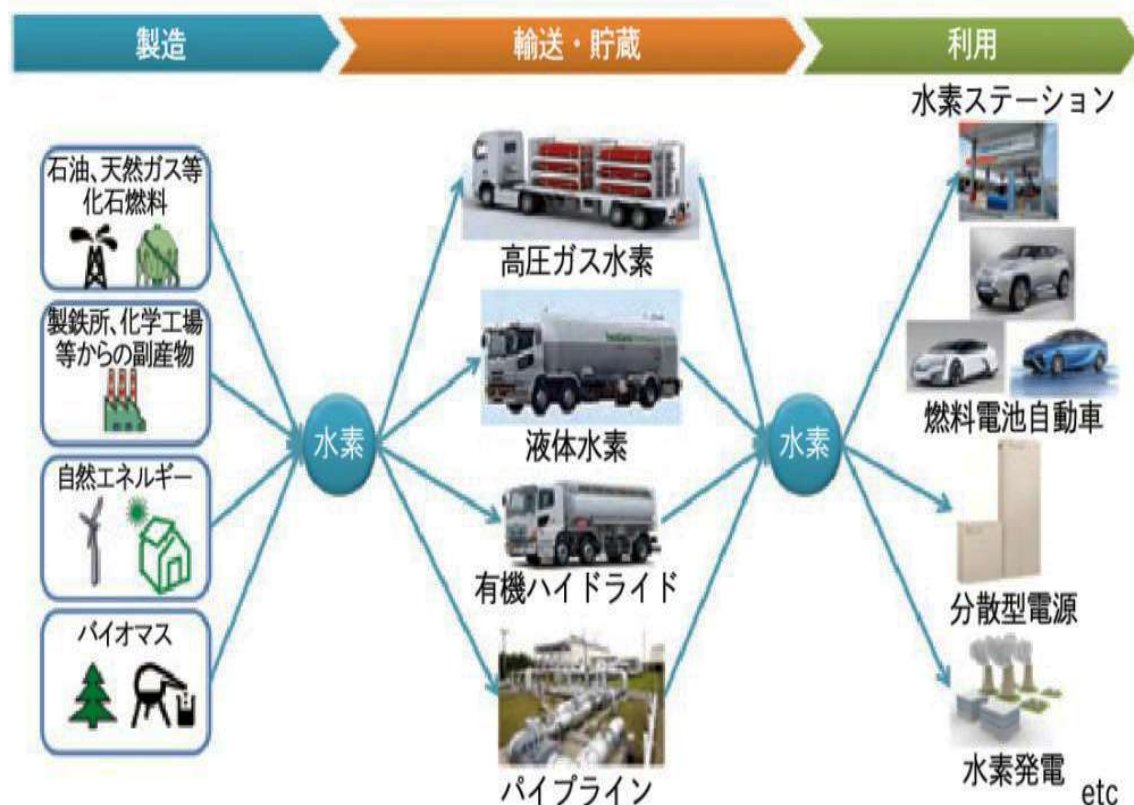 製造
輸送・貯蔵
利用
石油、天然ガス等
化石燃料
製鉄所、化学工場
等からの副産物
自然エネルギー
バイオマス
水素
高圧ガス水素
液体水素
有機ハイドライド
パイプライン
水素
水素ステーション
燃料電池自動車
分散型電源
水素発電
etc